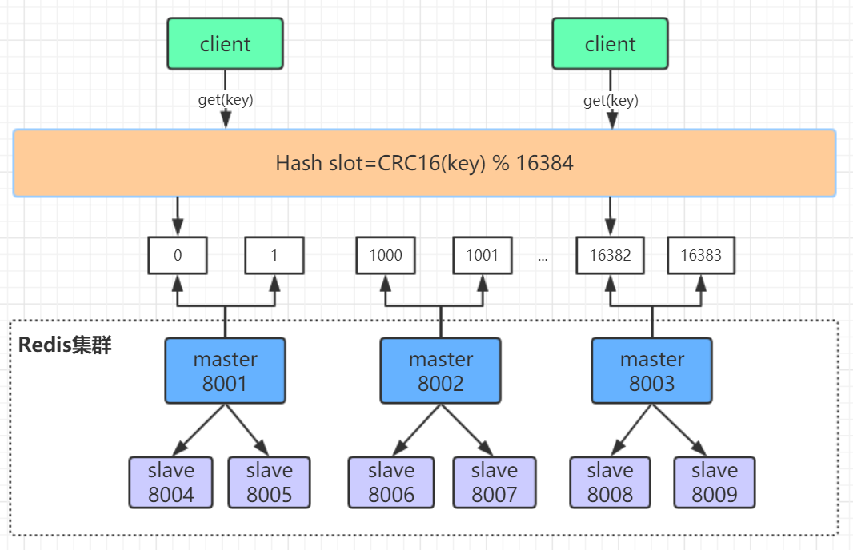 client
client
get(key)
get(key)
Hash slot=CRC16(key) % 16384
0
1
1000
1001
...
16382
16383
Redis集群
master
8001
master
8002
master
8003
slave
8004
slave
8005
slave
8006
slave
8007
slave
8008
slave
8009